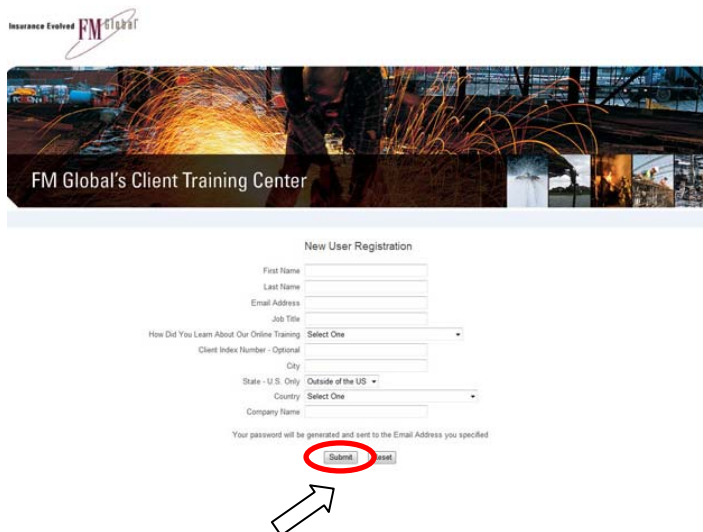 Insurance Evolved FM Global
FM Global's Client Training Center
New User Registration
First Name
Last Name
Email Address
Job Title
How Did You Learn About Our Online Training Select One
Client Index Number - Optional
City
State - U.S. Only Outside of the US
Country Select One
Company Name
Your password will be generated and sent to the Email Address you specified
Submit Reset